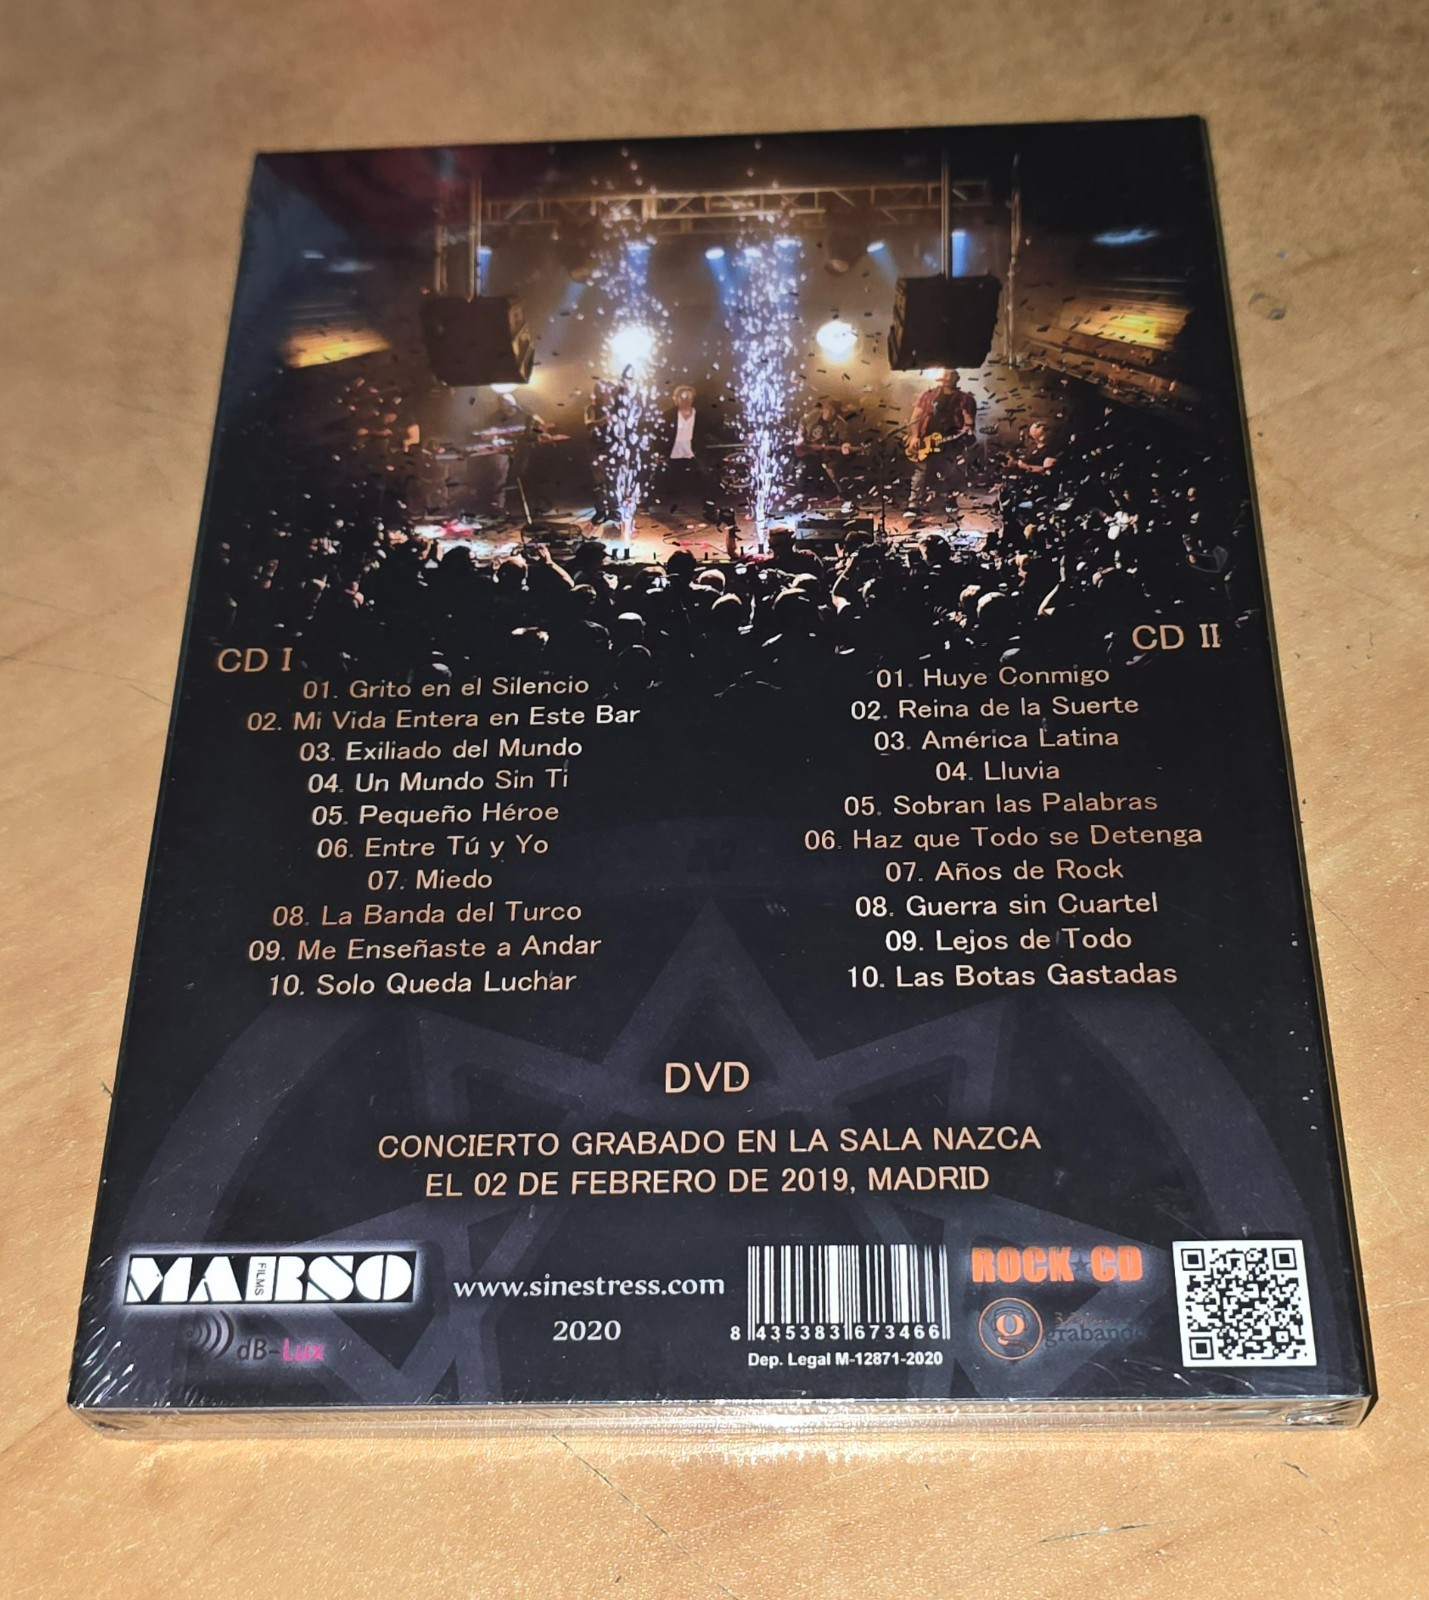 CD I
01. Grito en el Silencio
02. Mi Vida Entera en Este Bar
03. Exiliado del Mundo
04. Un Mundo Sin Ti
05. Pequeño Héroe
06. Entre Tú y Yo
07. Miedo
08. La Banda del Turco
09. Me Enseñaste a Andar
10. Solo Queda Luchar
CD II
01. Huye Conmigo
02. Reina de la Suerte
03. América Latina
04. Lluvia
05. Sobran las Palabras
06. Haz que Todo se Detenga
07. Años de Rock
08. Guerra sin Cuartel
09. Lejos de Todo
10. Las Botas Gastadas
DVD
CONCIERTO GRABADO EN LA SALA NAZCA
EL 02 DE FEBRERO DE 2019, MADRID
MARSO
FILMS
dB-Lux
www.sinestress.com
2020
8 435383 673466
Dep. Legal M-12871-2020
ROCK CD
g
grabando